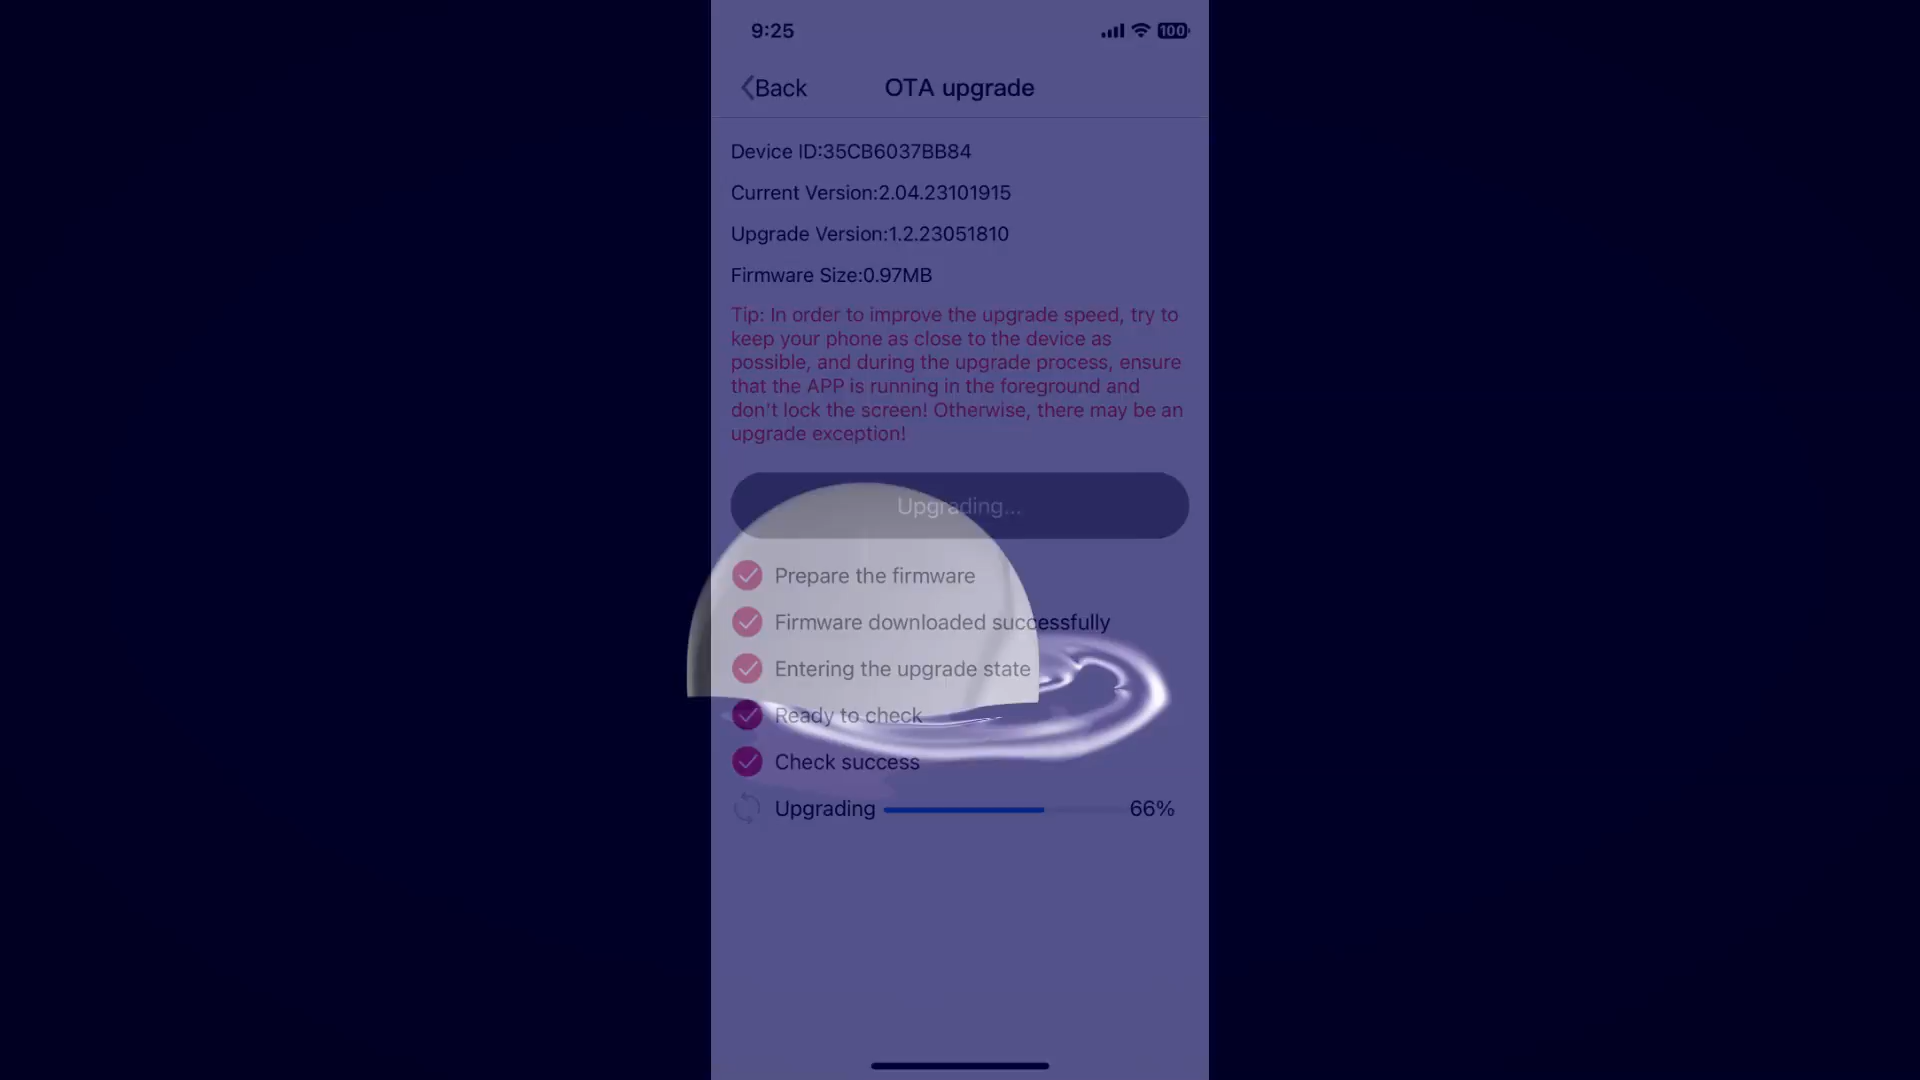 9:25
100
Back
OTA upgrade
Device ID:35CB6037BB84
Current Version:2.04.23101915
Upgrade Version:1.2.23051810
Firmware Size:0.97MB
Tip: In order to improve the upgrade speed, try to
keep your phone as close to the device as
possible, and during the upgrade process, ensure
that the APP is running in the foreground and
don't lock the screen! Otherwise, there may be an
upgrade exception!
Upgrading...
Prepare the firmware
Firmware downloaded successfully
Entering the upgrade state
Ready to check
Check success
Upgrading 66%